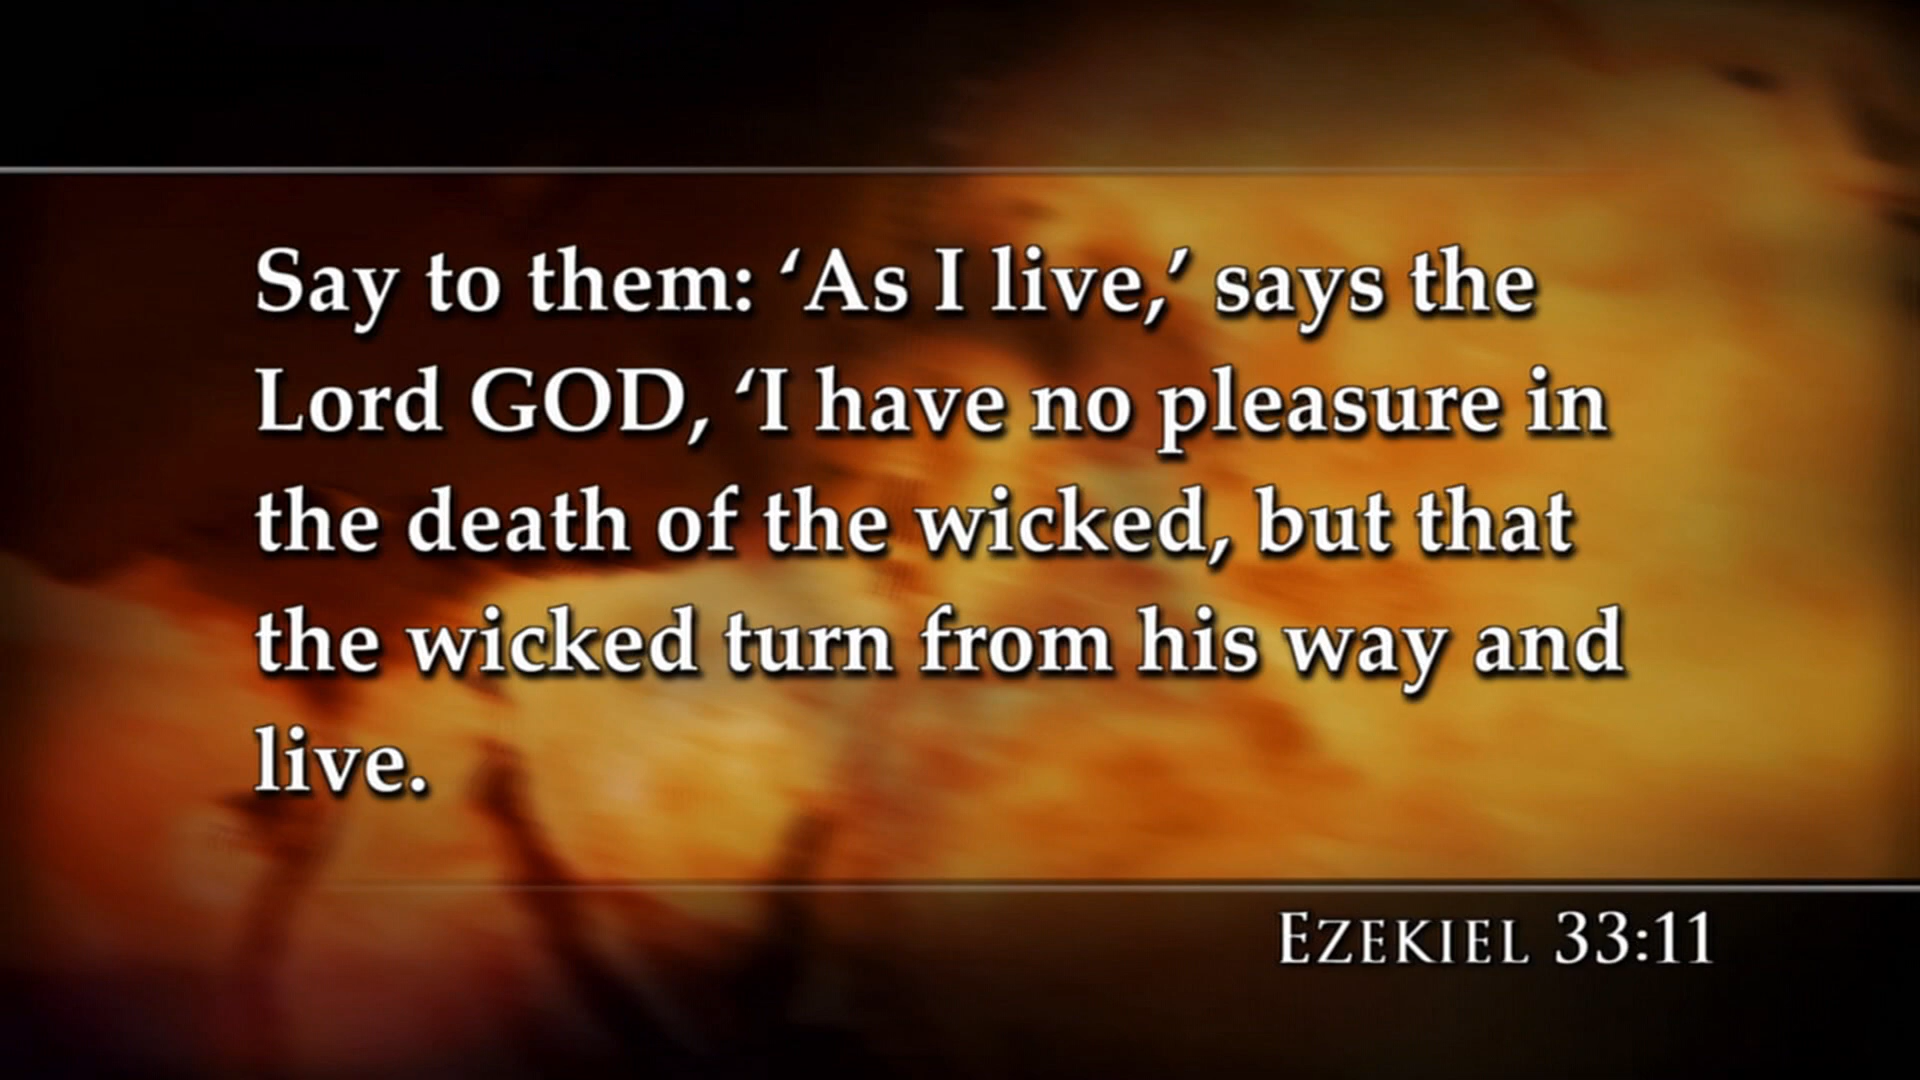 Say to them: ‘As I live,’ says the
Lord GOD, ‘I have no pleasure in
the death of the wicked, but that
the wicked turn from his way and
live.
EZEKIEL 33:11